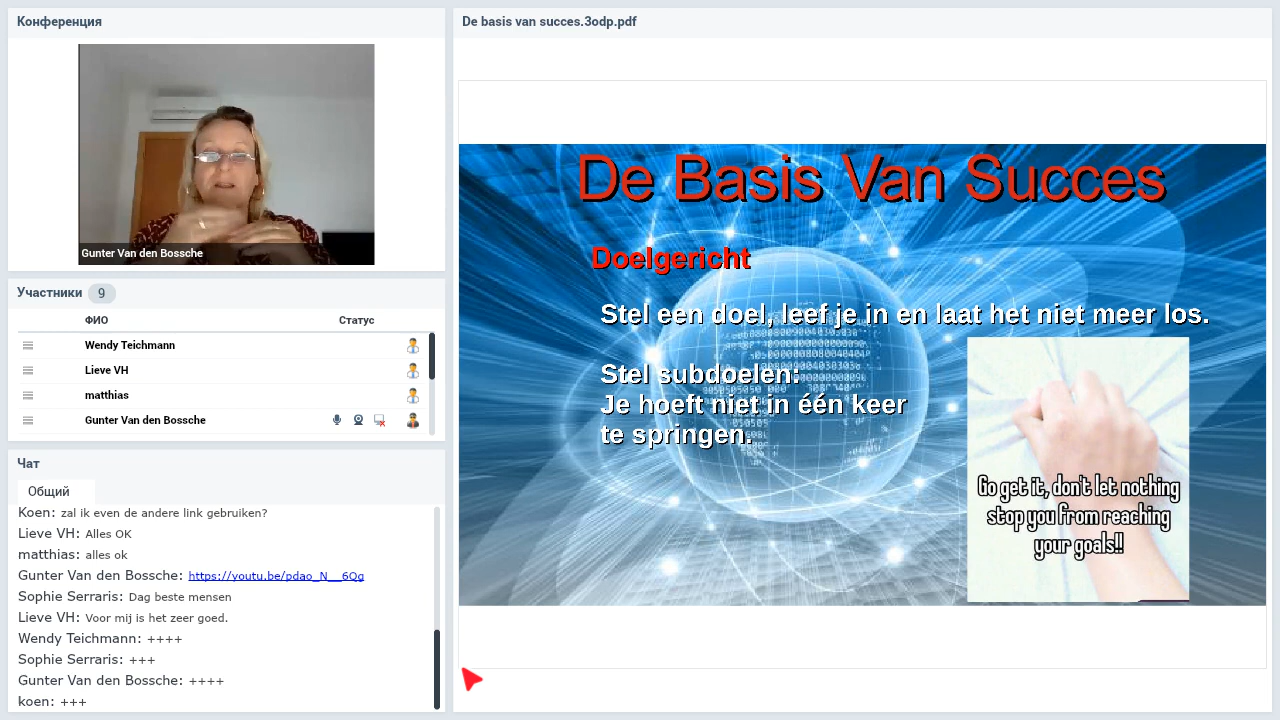 Конференция
Gunter Van den Bossche
Участники 9
ФИО Статус
Wendy Teichmann
Lieve VH
matthias
Gunter Van den Bossche
Чат
Общий
Koen: zal ik even de andere link gebruiken?
Lieve VH: Alles OK
matthias: alles ok
Gunter Van den Bossche: https://youtu.be/pdao_N__6Qg
Sophie Serraris: Dag beste mensen
Lieve VH: Voor mij is het zeer goed.
Wendy Teichmann: ++++
Sophie Serraris: +++
Gunter Van den Bossche: ++++
koen: +++
De basis van succes.3odp.pdf
De Basis Van Succes
Doelgericht
Stel een doel, leef je in en laat het niet meer los.
Stel subdoelen:
Je hoeft niet in één keer
te springen.
Go get it, don't let nothing
stop you from reaching
your goals!!